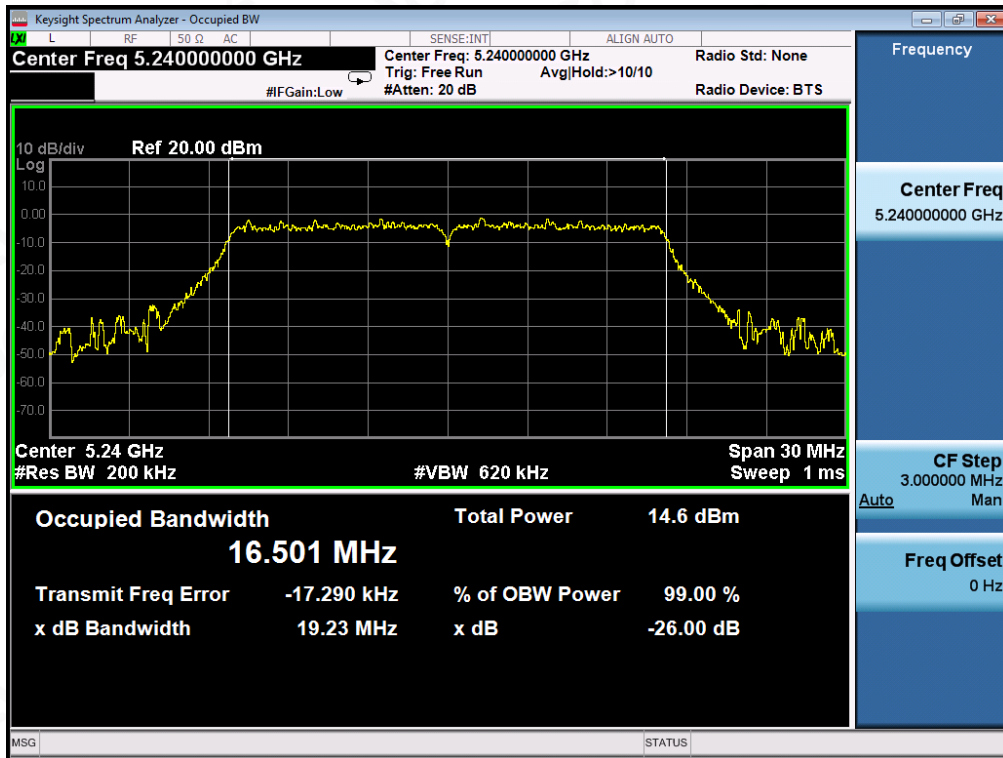 Keysight Spectrum Analyzer - Occupied BW
LXI L RF 50 Ω AC SENSE:INT ALIGN AUTO
Center Freq 5.240000000 GHz
Center Freq: 5.240000000 GHz Radio Std: None
Trig: Free Run Avg|Hold:>10/10
#IFGain:Low #Atten: 20 dB Radio Device: BTS
10 dB/div Ref 20.00 dBm
Log
10.0
0.00
-10.0
-20.0
-30.0
-40.0
-50.0
-60.0
-70.0
Center 5.24 GHz Span 30 MHz
#Res BW 200 kHz #VBW 620 kHz Sweep 1 ms
Occupied Bandwidth Total Power 14.6 dBm
16.501 MHz
Transmit Freq Error -17.290 kHz % of OBW Power 99.00 %
x dB Bandwidth 19.23 MHz x dB -26.00 dB
MSG STATUS
Frequency
Center Freq
5.240000000 GHz
CF Step
3.000000 MHz
Auto Man
Freq Offset
0 Hz